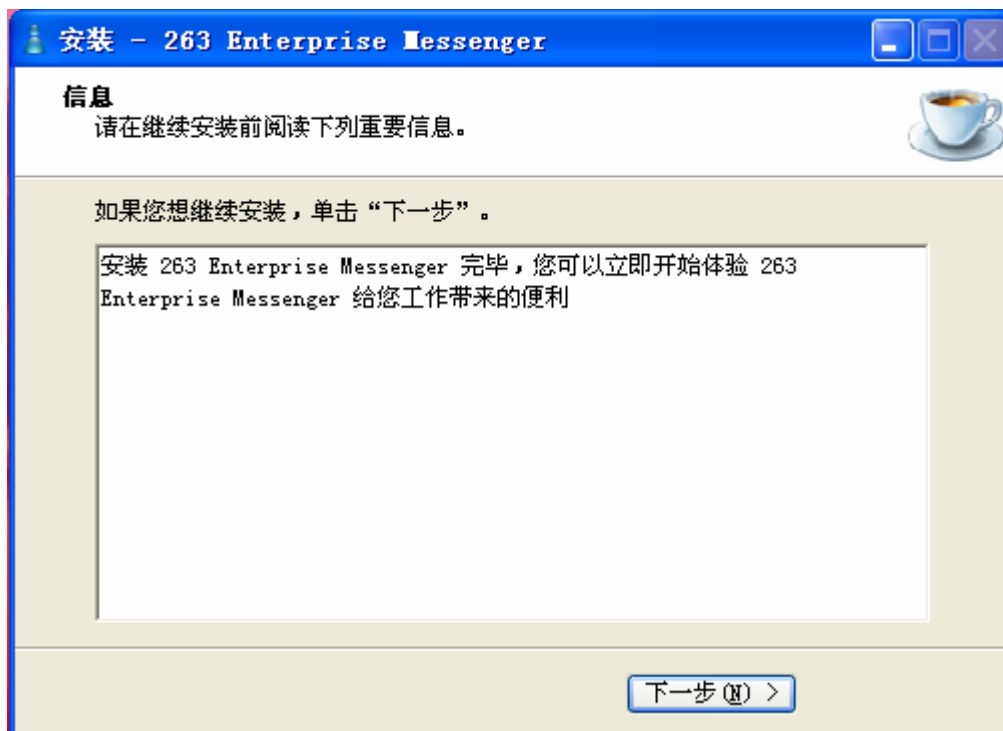 安装 - 263 Enterprise Messenger
信息
请在继续安装前阅读下列重要信息。
如果您想继续安装，单击“下一步”。
安装 263 Enterprise Messenger 完毕，您可以立即开始体验 263
Enterprise Messenger 给您工作带来的便利
下一步(N) >